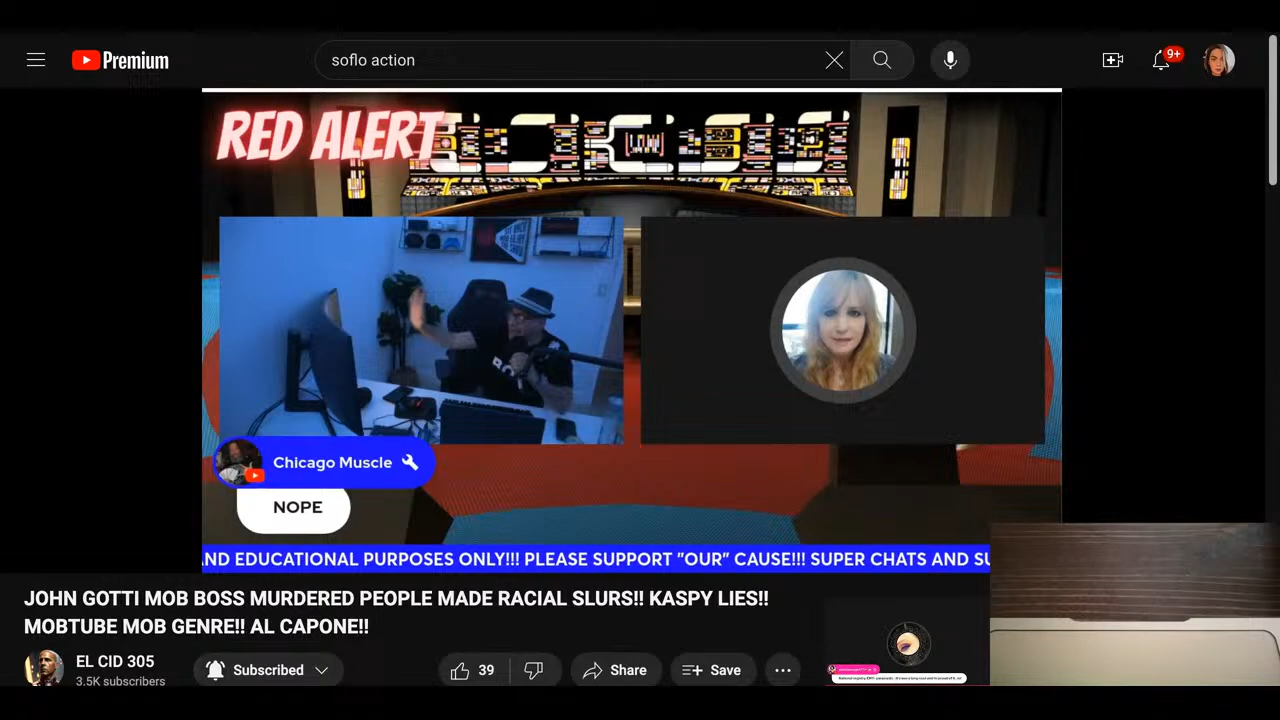 Premium
soflo action
9+
RED ALERT
Chicago Muscle
NOPE
AND EDUCATIONAL PURPOSES ONLY!!! PLEASE SUPPORT "OUR" CAUSE!!! SUPER CHATS AND SU
JOHN GOTTI MOB BOSS MURDERED PEOPLE MADE RACIAL SLURS!! KASPY LIES!!
MOBTUBE MOB GENRE!! AL CAPONE!!
EL CID 305
3.5K subscribers
Subscribed
39
Share
Save